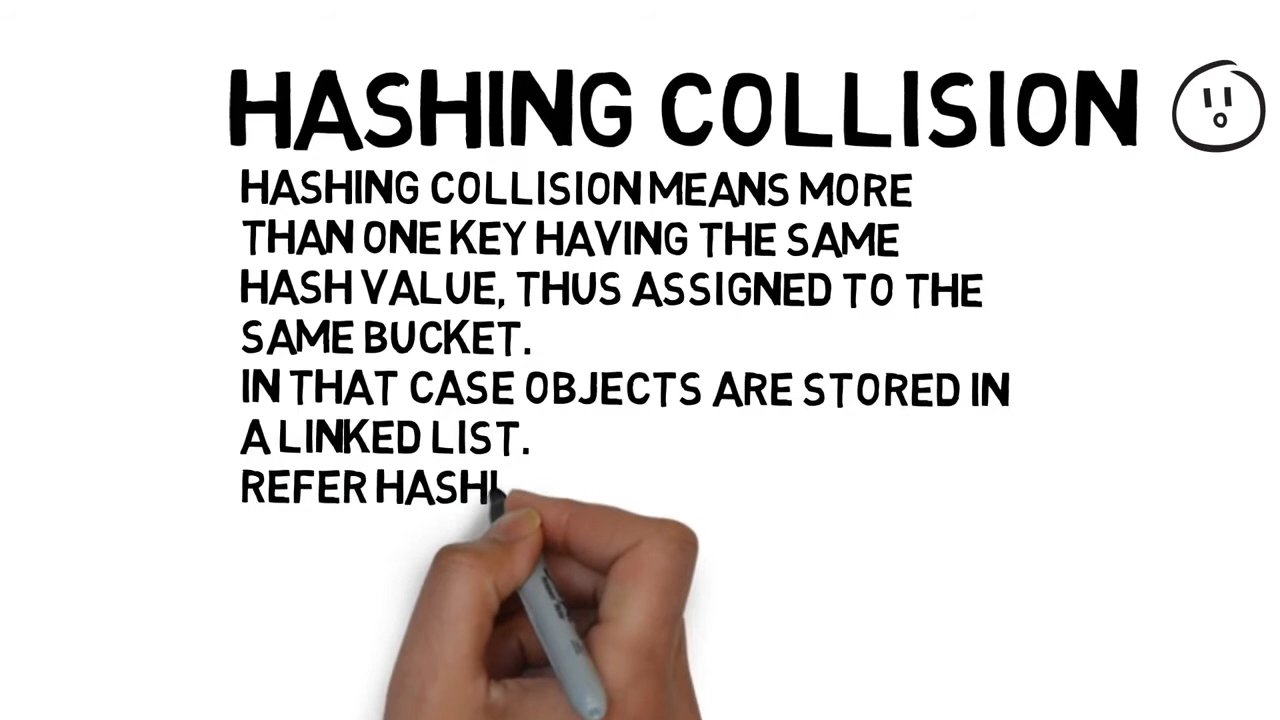 HASHING COLLISION
HASHING COLLISION MEANS MORE
THAN ONE KEY HAVING THE SAME
HASH VALUE, THUS ASSIGNED TO THE
SAME BUCKET.
IN THAT CASE OBJECTS ARE STORED IN
A LINKED LIST.
REFER HASHI